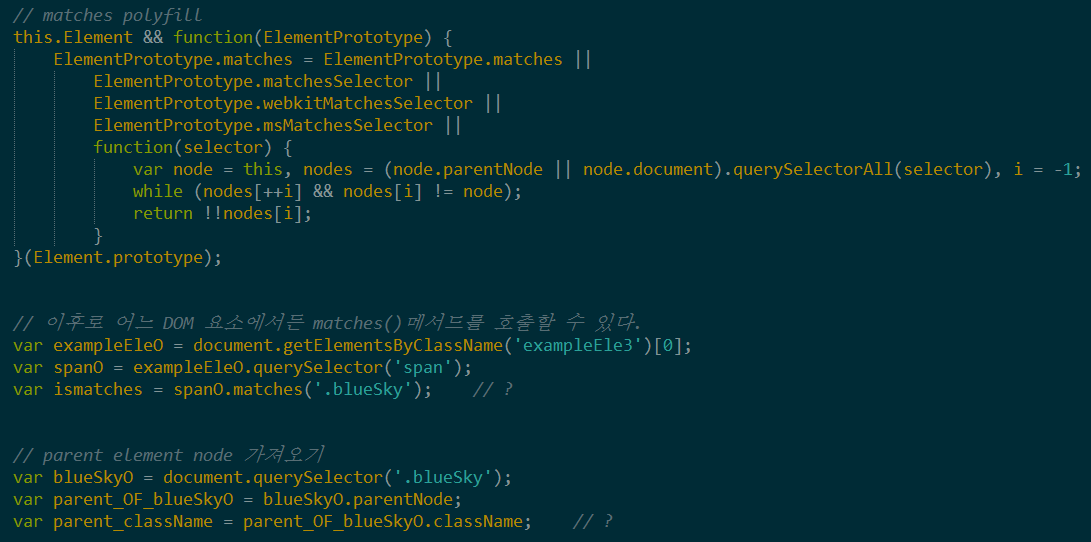 // matches polyfill
this.Element && function(ElementPrototype) {
ElementPrototype.matches = ElementPrototype.matches ||
ElementPrototype.matchesSelector ||
ElementPrototype.webkitMatchesSelector ||
ElementPrototype.msMatchesSelector ||
function(selector) {
var node = this, nodes = (node.parentNode || node.document).querySelectorAll(selector), i = -1;
while (nodes[++i] && nodes[i] != node);
return !!nodes[i];
}
}(Element.prototype);
// 이후로 어느 DOM 요소에서든 matches()메서드를 호출할 수 있다.
var exampleEleO = document.getElementsByClassName('exampleEle3')[0];
var spanO = exampleEleO.querySelector('span');
var ismatches = spanO.matches('.blueSky'); // ?
// parent element node 가져오기
var blueSkyO = document.querySelector('.blueSky');
var parent_OF_blueSkyO = blueSkyO.parentNode;
var parent_className = parent_OF_blueSkyO.className; // ?